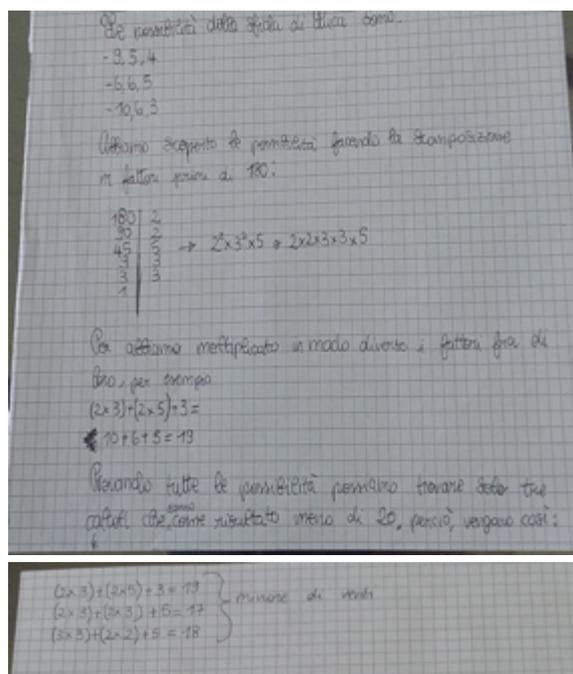 Le possibilità della sfida di Luca sono:
-9,5,4
-6,6,5
-10,6,3
Abbiamo scoperto le possibilità facendo la scomposizione
in fattori primi di 180:
180 | 2
90 | 2
45 | 5
9 | 3
3 | 3
1
→ 2²x3²x5 = 2x2x3x3x5
Poi abbiamo moltiplicato in modo diverso i fattori fra di
loro, per esempio
(2x3)+(2x5)+3=
10+6+3=19
Provando tutte le possibilità possiamo trovare solo tre
calcoli che, come risultato meno di 20, perciò, vengono così:
(2x3)+(2x5)+3=19
(2x3)+(3x3)+5=17
(3x3)+(2x2)+5=18
minore di venti